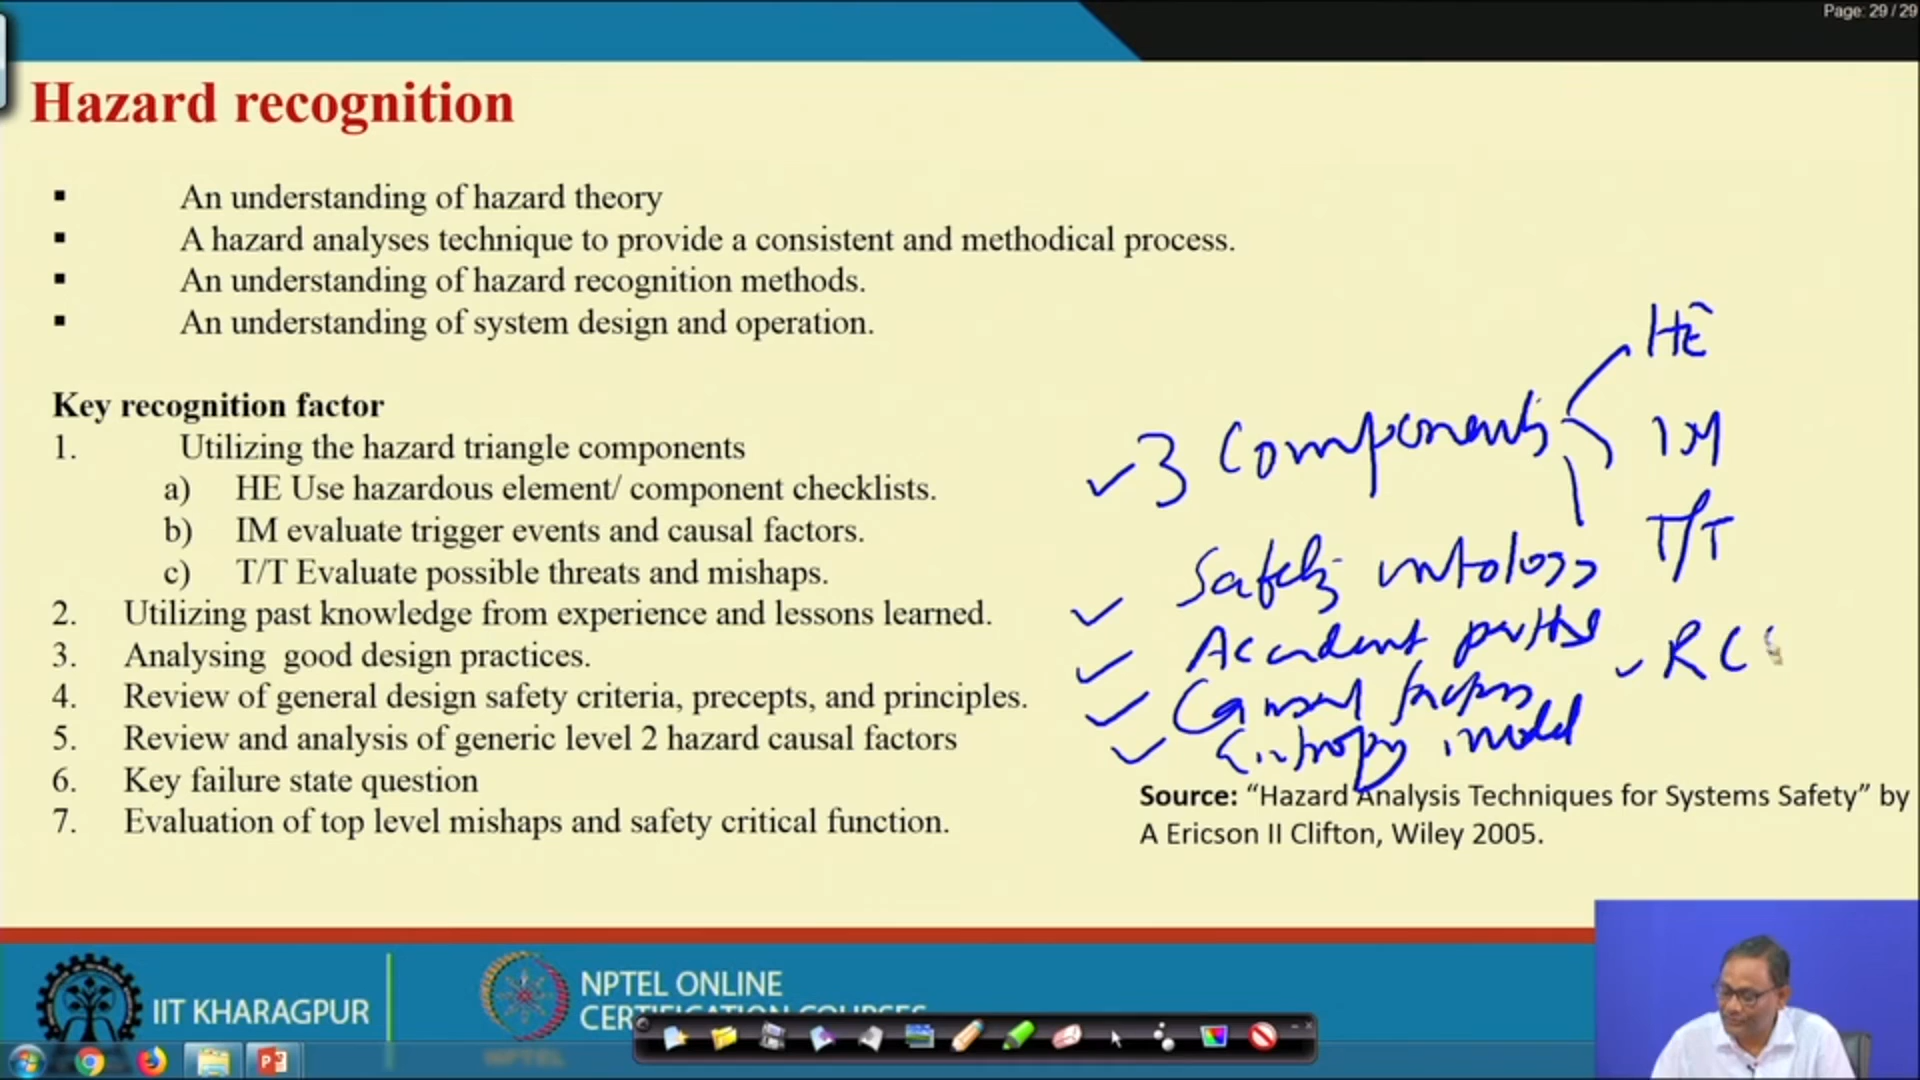 Page: 29 / 29
Hazard recognition
▪ An understanding of hazard theory
▪ A hazard analyses technique to provide a consistent and methodical process.
▪ An understanding of hazard recognition methods.
▪ An understanding of system design and operation.
Key recognition factor
1. Utilizing the hazard triangle components
a) HE Use hazardous element/ component checklists.
b) IM evaluate trigger events and causal factors.
c) T/T Evaluate possible threats and mishaps.
2. Utilizing past knowledge from experience and lessons learned.
3. Analysing good design practices.
4. Review of general design safety criteria, precepts, and principles.
5. Review and analysis of generic level 2 hazard causal factors
6. Key failure state question
7. Evaluation of top level mishaps and safety critical function.
✓ 3 Components
HE
IM
T/T
✓ Safety
✓ Accident
✓ RC
✓ Causal factors
✓ Entropy model
Source: “Hazard Analysis Techniques for Systems Safety” by
A Ericson II Clifton, Wiley 2005.
IIT KHARAGPUR
NPTEL ONLINE
CERTIFICATION COURSES
NPTEL